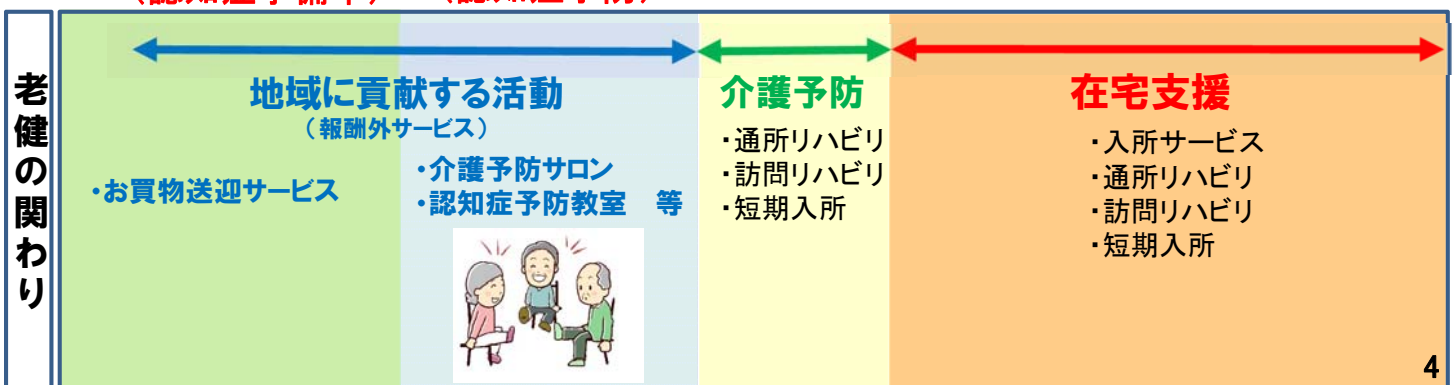 老健の関わり
地域に貢献する活動
（報酬外サービス）
・お買物送迎サービス
・介護予防サロン
・認知症予防教室　等
介護予防
・通所リハビリ
・訪問リハビリ
・短期入所
在宅支援
・入所サービス
・通所リハビリ
・訪問リハビリ
・短期入所
4